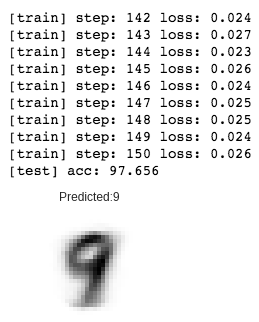 [train] step: 142 loss: 0.024
[train] step: 143 loss: 0.027
[train] step: 144 loss: 0.023
[train] step: 145 loss: 0.026
[train] step: 146 loss: 0.024
[train] step: 147 loss: 0.025
[train] step: 148 loss: 0.025
[train] step: 149 loss: 0.024
[train] step: 150 loss: 0.026
[test] acc: 97.656
Predicted:9
9